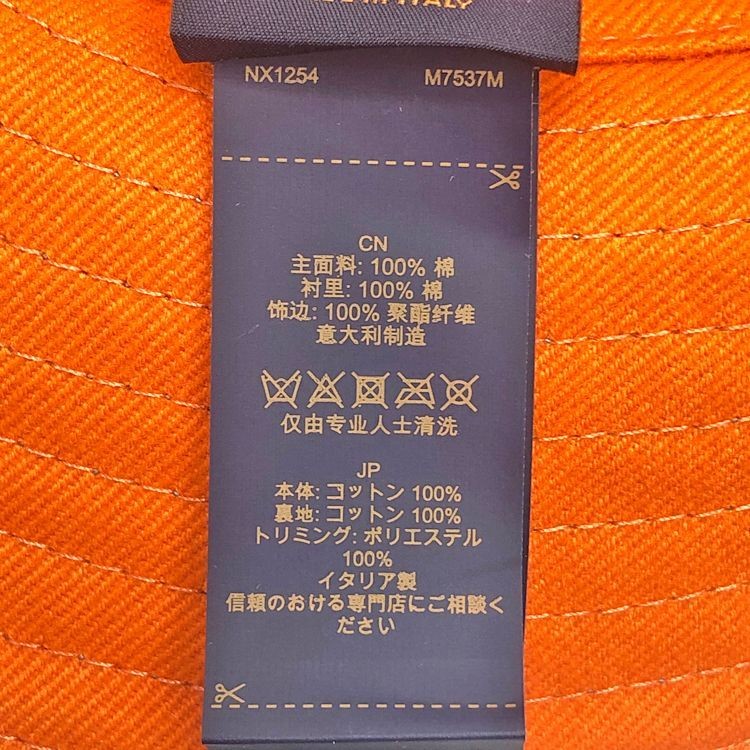 ITALY
NX1254 M7537M
CN
主面料: 100% 棉
衬里: 100% 棉
饰边: 100% 聚酯纤维
意大利制造
仅由专业人士清洗
JP
本体: コットン 100%
裏地: コットン 100%
トリミング: ポリエステル
100%
イタリア製
信頼のおける専門店にご相談く
ださい